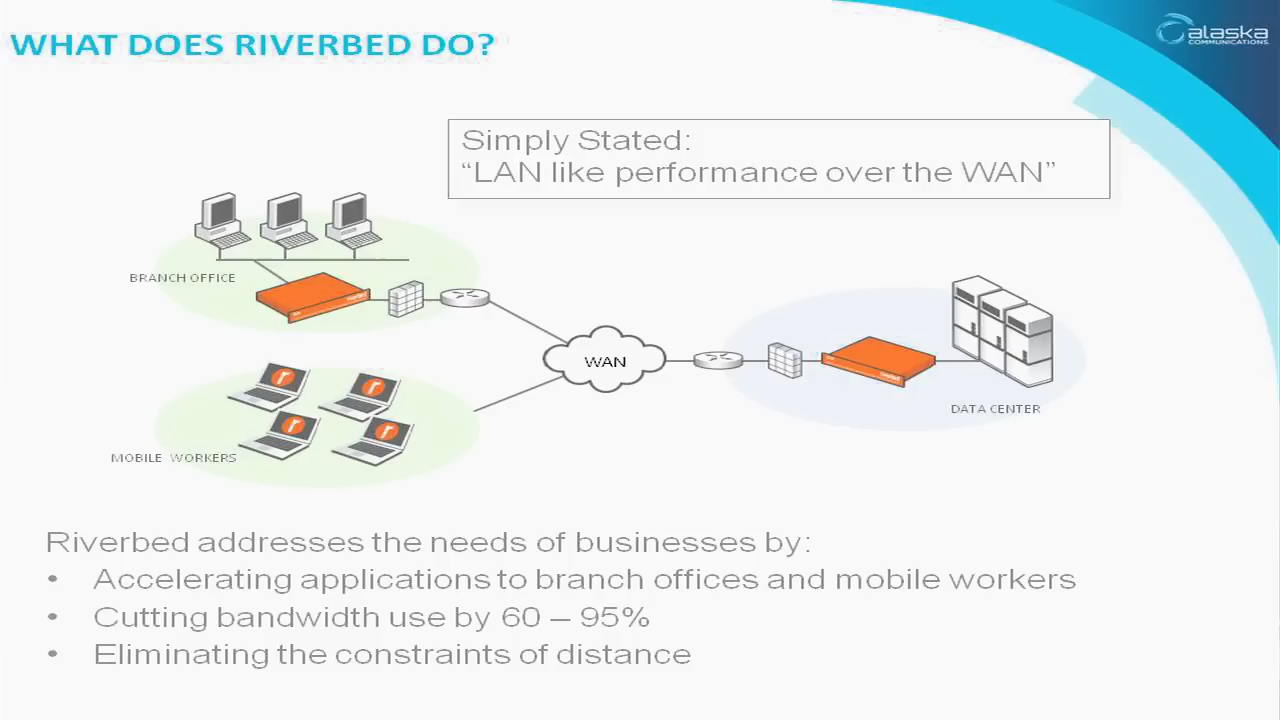 WHAT DOES RIVERBED DO?
alaska
COMMUNICATIONS
Simply Stated:
“LAN like performance over the WAN”
BRANCH OFFICE
WAN
DATA CENTER
MOBILE WORKERS
Riverbed addresses the needs of businesses by:
• Accelerating applications to branch offices and mobile workers
• Cutting bandwidth use by 60 – 95%
• Eliminating the constraints of distance